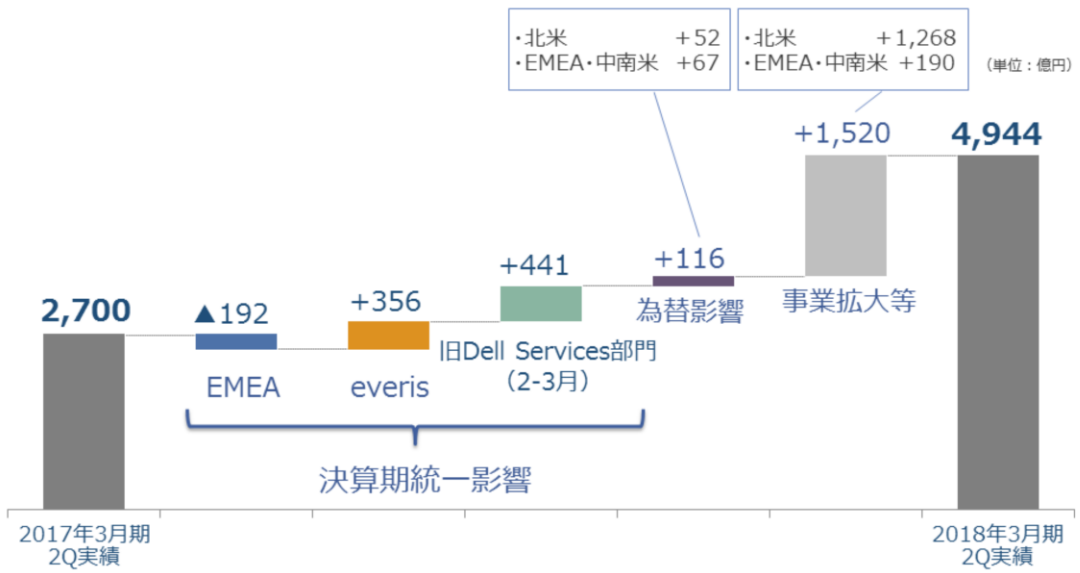 ・北米 +52
・EMEA・中南米 +67
・北米 +1,268
・EMEA・中南米 +190
（単位：億円）
2,700
▲192
+356
+441
+116
+1,520
4,944
EMEA
everis
旧Dell Services部門
（2-3月）
為替影響
事業拡大等
決算期統一影響
2017年3月期
2Q実績
2018年3月期
2Q実績